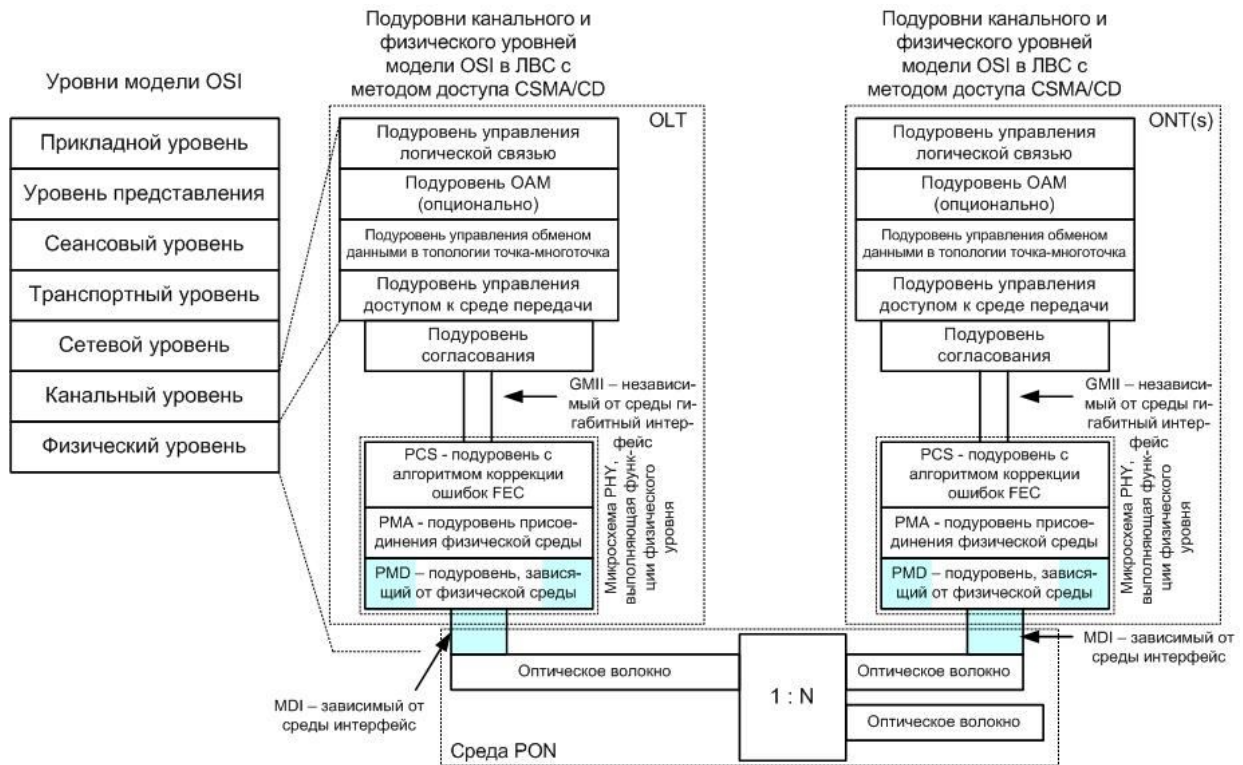 Уровни модели OSI
Прикладной уровень
Уровень представления
Сеансовый уровень
Транспортный уровень
Сетевой уровень
Канальный уровень
Физический уровень
Подуровни канального и
физического уровней
модели OSI в ЛВС с
методом доступа CSMA/CD
OLT
Подуровень управления
логической связью
Подуровень OAM
(опционально)
Подуровень управления обменом
данными в топологии точка-многоточка
Подуровень управления
доступом к среде передачи
Подуровень
согласования
GMII – независи-
мый от среды ги-
габитный интер-
фейс
PCS - подуровень с
алгоритмом коррекции
ошибок FEC
PMA - подуровень присое-
динения физической среды
PMD – подуровень, завися-
щий от физической среды
Микросхема PHY,
выполняющая функ-
ции физического
уровня
MDI – зависимый от
среды интерфейс
Подуровни канального и
физического уровней
модели OSI в ЛВС с
методом доступа CSMA/CD
ONT(s)
Подуровень управления
логической связью
Подуровень OAM
(опционально)
Подуровень управления обменом
данными в топологии точка-многоточка
Подуровень управления
доступом к среде передачи
Подуровень
согласования
GMII – независи-
мый от среды ги-
габитный интер-
фейс
PCS - подуровень с
алгоритмом коррекции
ошибок FEC
PMA - подуровень присое-
динения физической среды
PMD – подуровень, завися-
щий от физической среды
Микросхема PHY,
выполняющая функ-
ции физического
уровня
MDI – зависимый от
среды интерфейс
Оптическое волокно
1 : N
Оптическое волокно
Оптическое волокно
Среда PON